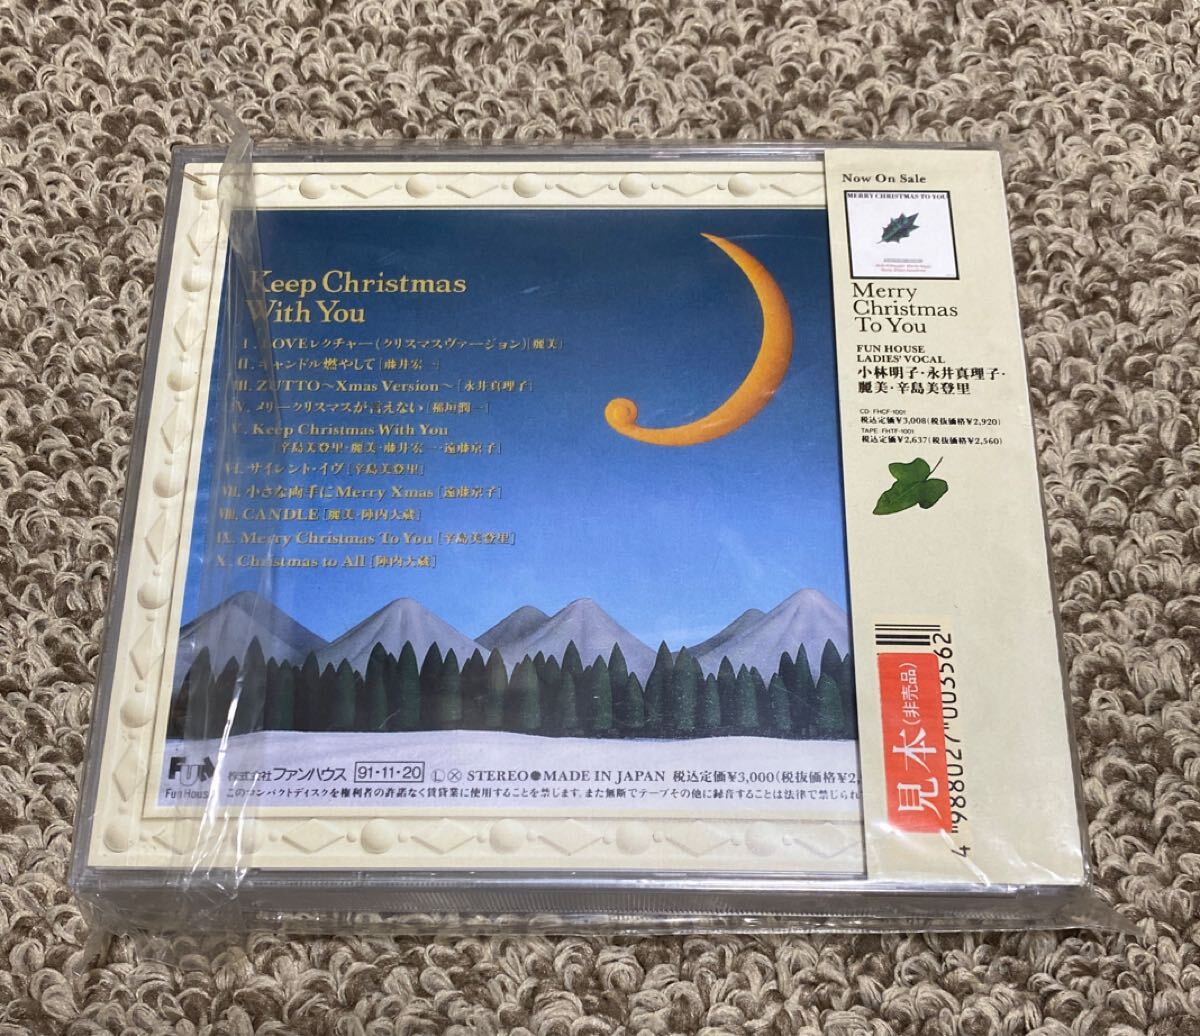 Keep Christmas
With You
I. LOVEレクチャー(クリスマスヴァージョン)[麗美]
II. キャンドル燃やして[藤井宏一]
III. ZUTTO〜Xmas Version〜[永井真理子]
IV. メリークリスマスが言えない[稲垣潤一]
V. Keep Christmas With You
[辛島美登里・麗美・藤井宏一・遠藤京子]
VI. サイレント・イヴ[辛島美登里]
VII. 小さな両手にMerry Xmas[遠藤京子]
VIII. CANDLE[麗美・陣内大蔵]
IX. Merry Christmas To You[辛島美登里]
X. Christmas to All[陣内大蔵]
FUN
Fun House
株式会社ファンハウス 91·11·20 Ⓛ Ⓧ STEREO●MADE IN JAPAN 税込定価¥3,000(税抜価格¥2,
このコンパクトディスクを権利者の許諾なく賃貸業に使用することを禁じます。また無断でテープその他に録音することは法律で禁じられ
Now On Sale
MERRY CHRISTMAS TO YOU
Merry
Christmas
To You
FUN HOUSE
LADIES' VOCAL
小林明子・永井真理子・
麗美・辛島美登里
CD: FHCF-1001
税込定価¥3,008(税抜価格¥2,920)
TAPE: FHTF-1001
税込定価¥2,637(税抜価格¥2,560)
見本(非売品)
4 988027 003562